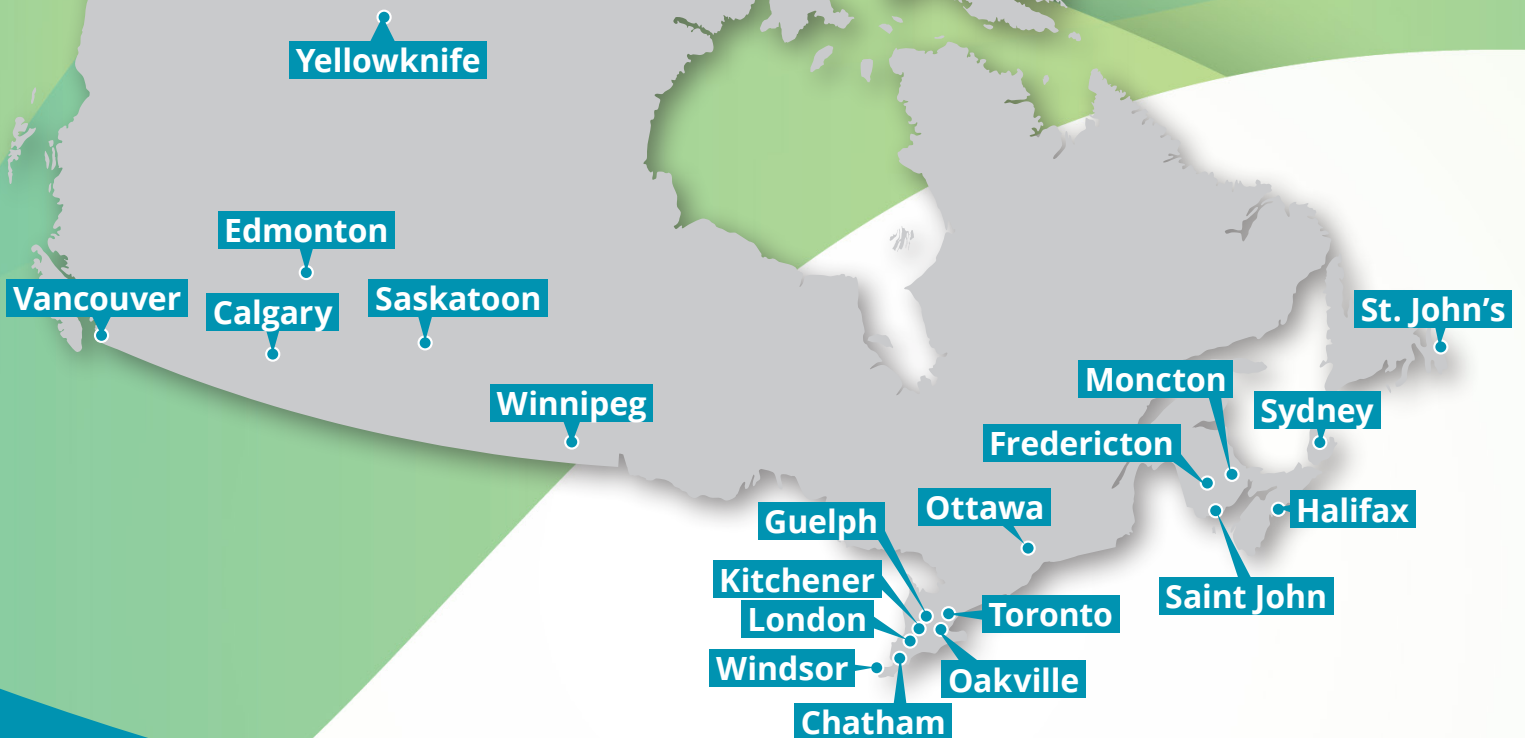 Yellowknife
Edmonton
Vancouver
Calgary
Saskatoon
St. John's
Moncton
Winnipeg
Sydney
Fredericton
Ottawa
Guelph
Halifax
Kitchener
Saint John
London
Toronto
Windsor
Oakville
Chatham